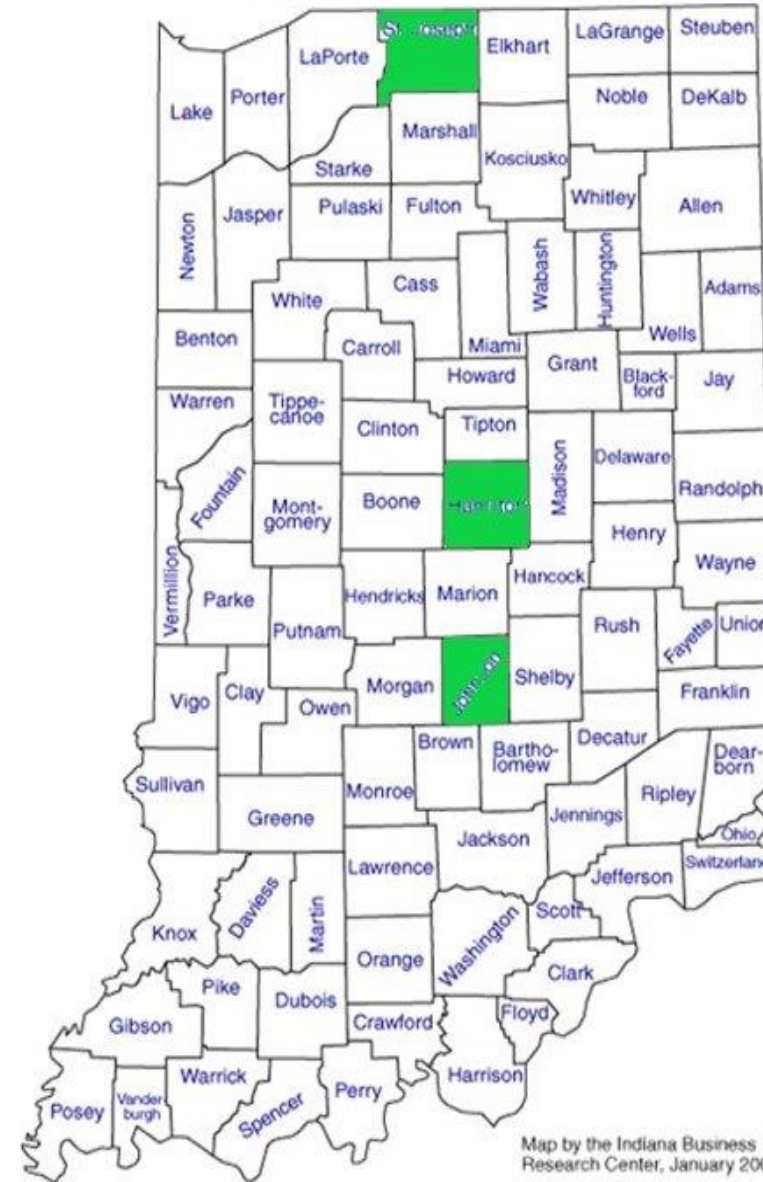 St. Joseph
LaPorte
Elkhart
LaGrange
Steuben
Lake
Porter
Noble
DeKalb
Marshall
Kosciusko
Starke
Whitley
Allen
Newton
Jasper
Pulaski
Fulton
Wabash
Huntington
Adams
White
Cass
Miami
Wells
Benton
Carroll
Howard
Grant
Black-
ford
Jay
Warren
Tippe-
canoe
Clinton
Tipton
Madison
Delaware
Randolph
Fountain
Mont-
gomery
Boone
Hamilton
Henry
Wayne
Vermillion
Parke
Putnam
Hendricks
Marion
Hancock
Rush
Fayette
Union
Vigo
Clay
Owen
Morgan
Johnson
Shelby
Franklin
Brown
Bartho-
lomew
Decatur
Dear-
born
Sullivan
Greene
Monroe
Jackson
Jennings
Ripley
Ohio
Switzerland
Knox
Daviess
Martin
Lawrence
Washington
Scott
Jefferson
Orange
Clark
Pike
Dubois
Crawford
Floyd
Gibson
Harrison
Posey
Vander-
burgh
Warrick
Spencer
Perry
Map by the Indiana Business
Research Center, January